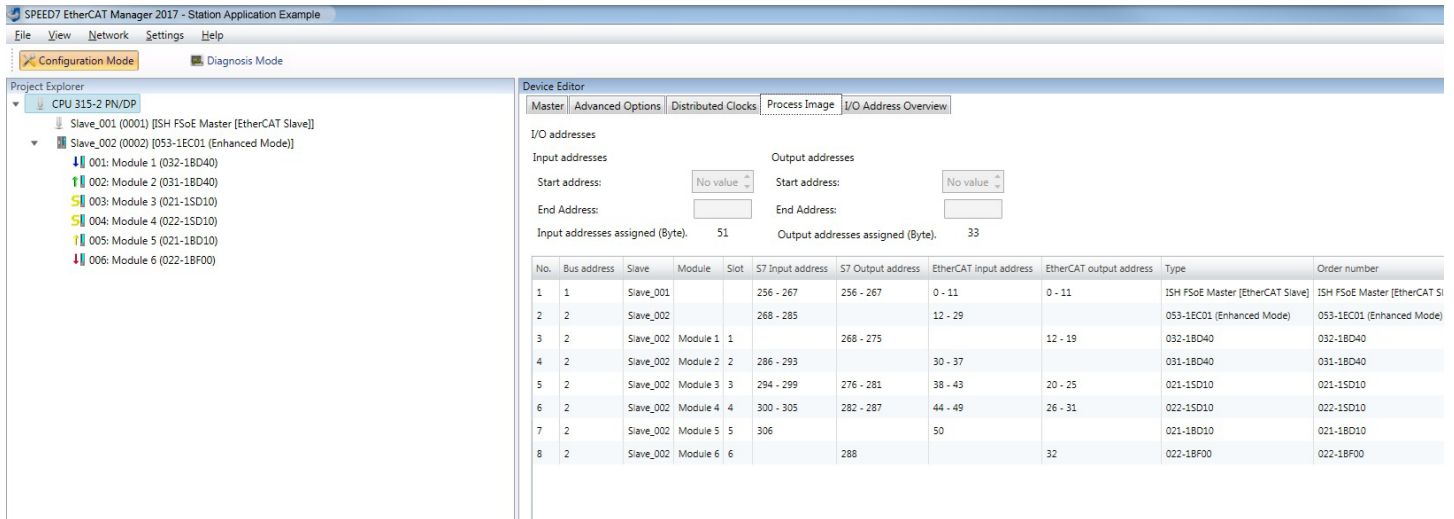 SPEED7 EtherCAT Manager 2017 - Station Application Example
File View Network Settings Help
Configuration Mode Diagnosis Mode
Project Explorer
CPU 315-2 PN/DP
Slave_001 (0001) [ISH FSoE Master [EtherCAT Slave]]
Slave_002 (0002) [053-1EC01 (Enhanced Mode)]
001: Module 1 (032-1BD40)
002: Module 2 (031-1BD40)
003: Module 3 (021-1SD10)
004: Module 4 (022-1SD10)
005: Module 5 (021-1BD10)
006: Module 6 (022-1BF00)
Device Editor
Master Advanced Options Distributed Clocks Process Image I/O Address Overview
I/O addresses
Input addresses Output addresses
Start address: No value Start address: No value
End Address: End Address:
Input addresses assigned (Byte). 51 Output addresses assigned (Byte). 33
No. Bus address Slave Module Slot S7 Input address S7 Output address EtherCAT input address EtherCAT output address Type Order number
1 1 Slave_001 256 - 267 256 - 267 0 - 11 0 - 11 ISH FSoE Master [EtherCAT Slave] ISH FSoE Master [EtherCAT Sl
2 2 Slave_002 268 - 285 12 - 29 053-1EC01 (Enhanced Mode) 053-1EC01 (Enhanced Mode)
3 2 Slave_002 Module 1 1 268 - 275 12 - 19 032-1BD40 032-1BD40
4 2 Slave_002 Module 2 2 286 - 293 30 - 37 031-1BD40 031-1BD40
5 2 Slave_002 Module 3 3 294 - 299 276 - 281 38 - 43 20 - 25 021-1SD10 021-1SD10
6 2 Slave_002 Module 4 4 300 - 305 282 - 287 44 - 49 26 - 31 022-1SD10 022-1SD10
7 2 Slave_002 Module 5 5 306 50 021-1BD10 021-1BD10
8 2 Slave_002 Module 6 6 288 32 022-1BF00 022-1BF00